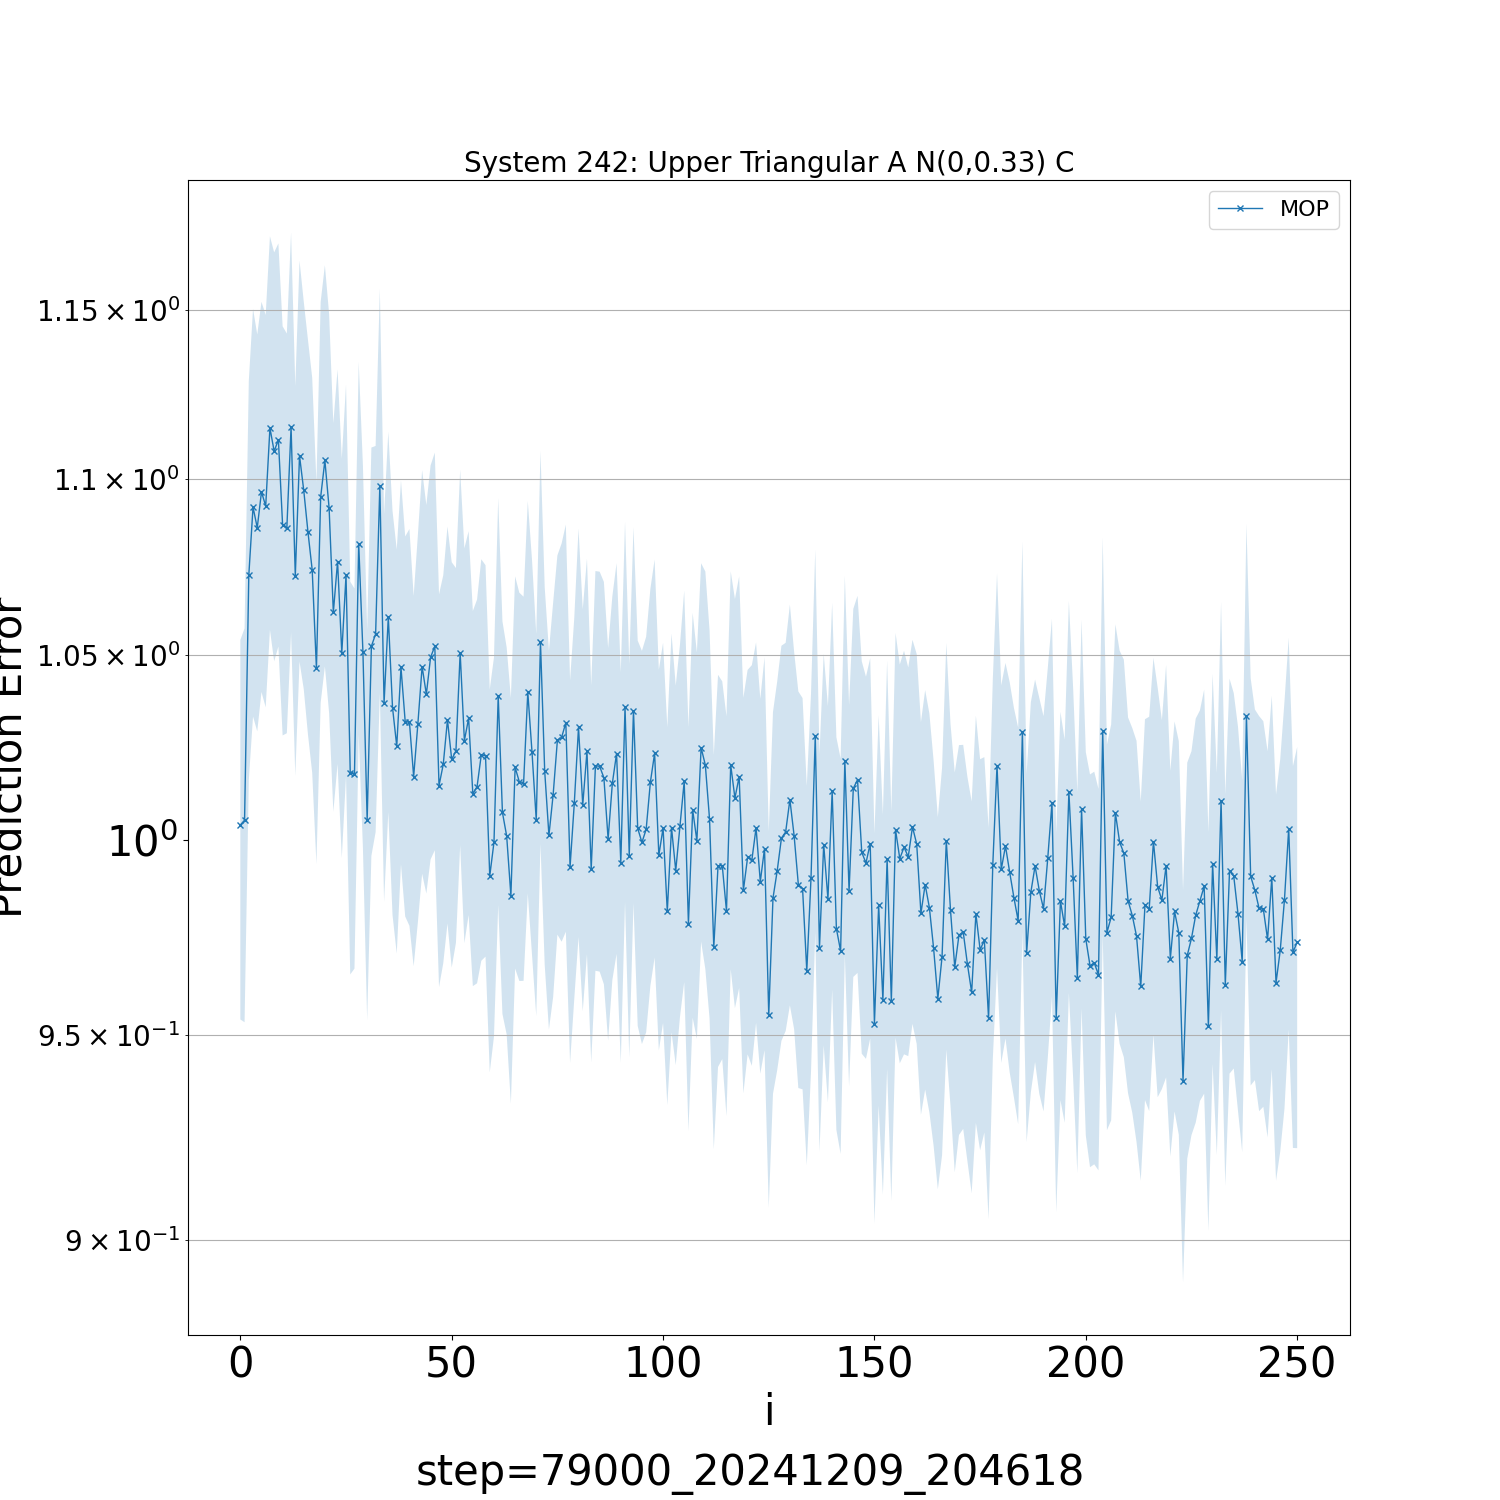 System 242: Upper Triangular A N(0,0.33) C
MOP
Prediction Error
1.15 × 10⁰
1.1 × 10⁰
1.05 × 10⁰
10⁰
9.5 × 10⁻¹
9 × 10⁻¹
0 50 100 150 200 250
i
step=79000_20241209_204618